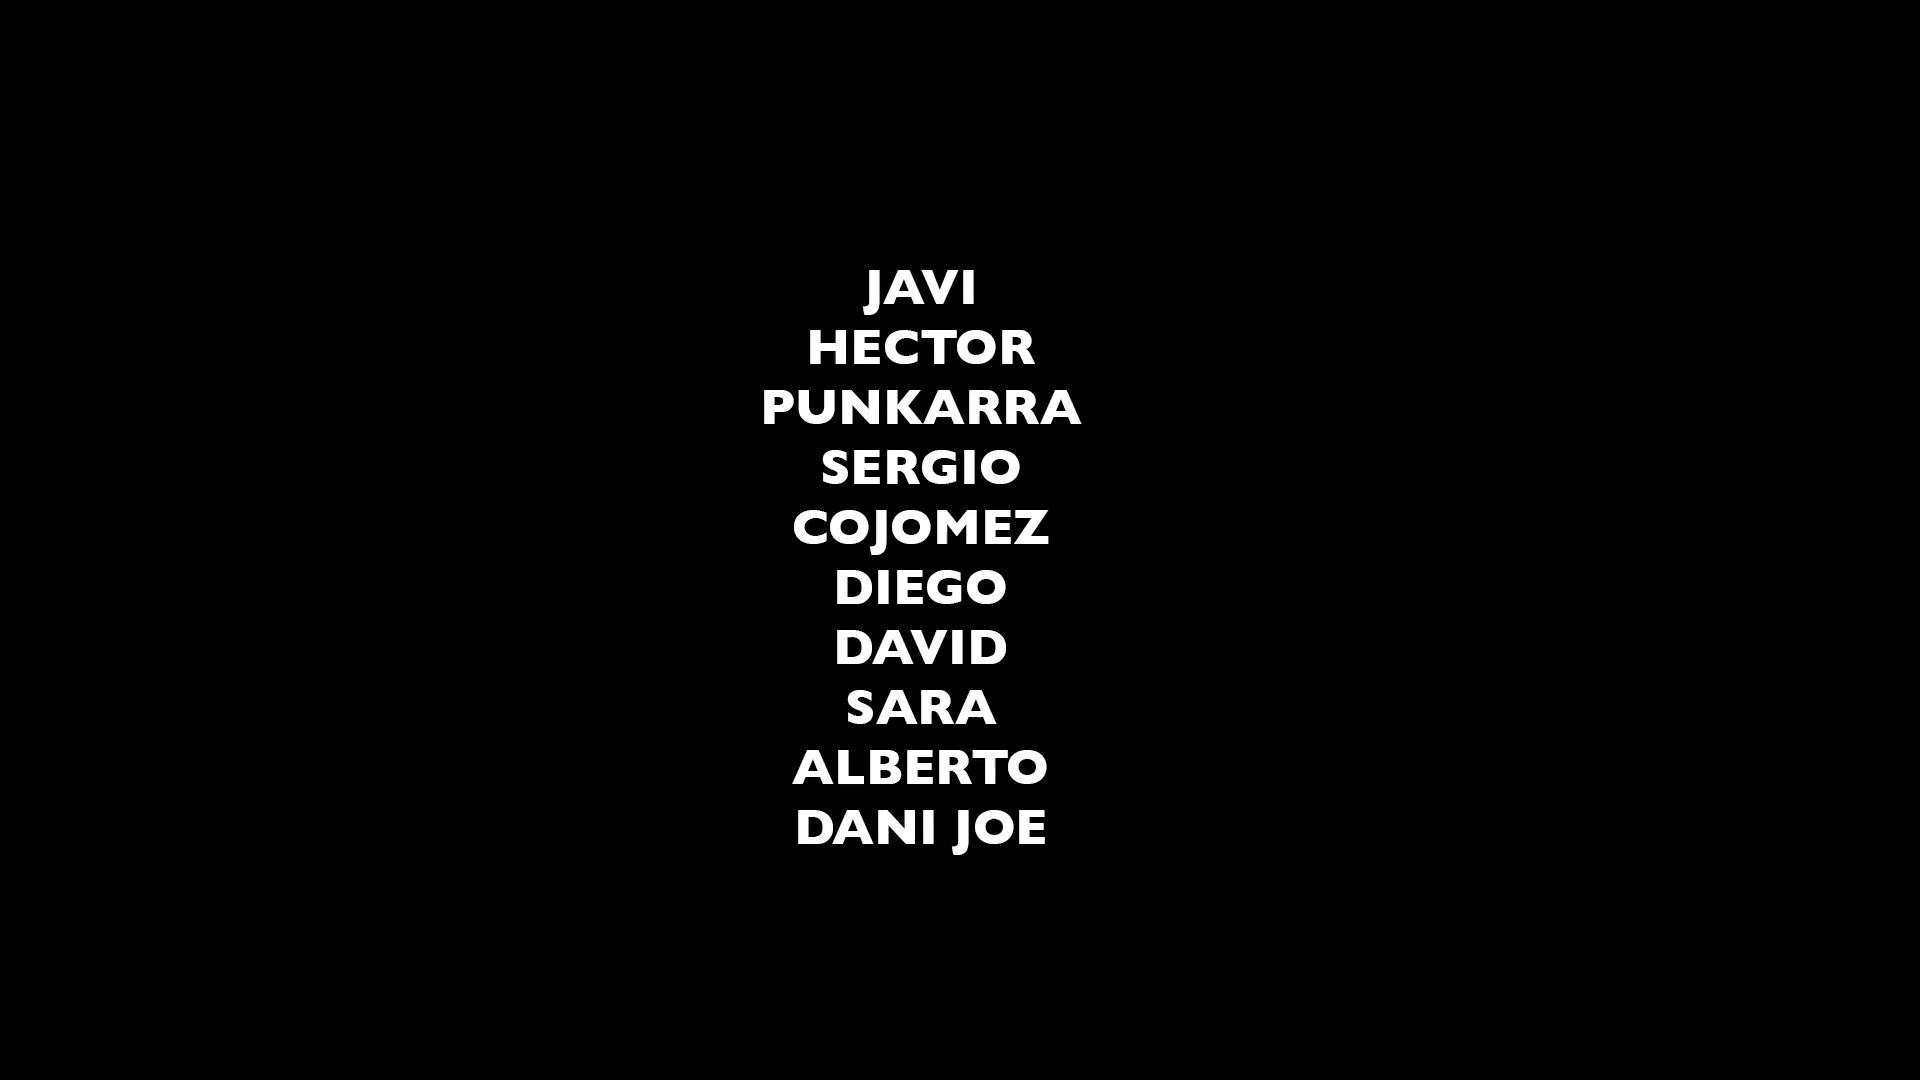 JAVI
HECTOR
PUNKARRA
SERGIO
COJOMEZ
DIEGO
DAVID
SARA
ALBERTO
DANI JOE